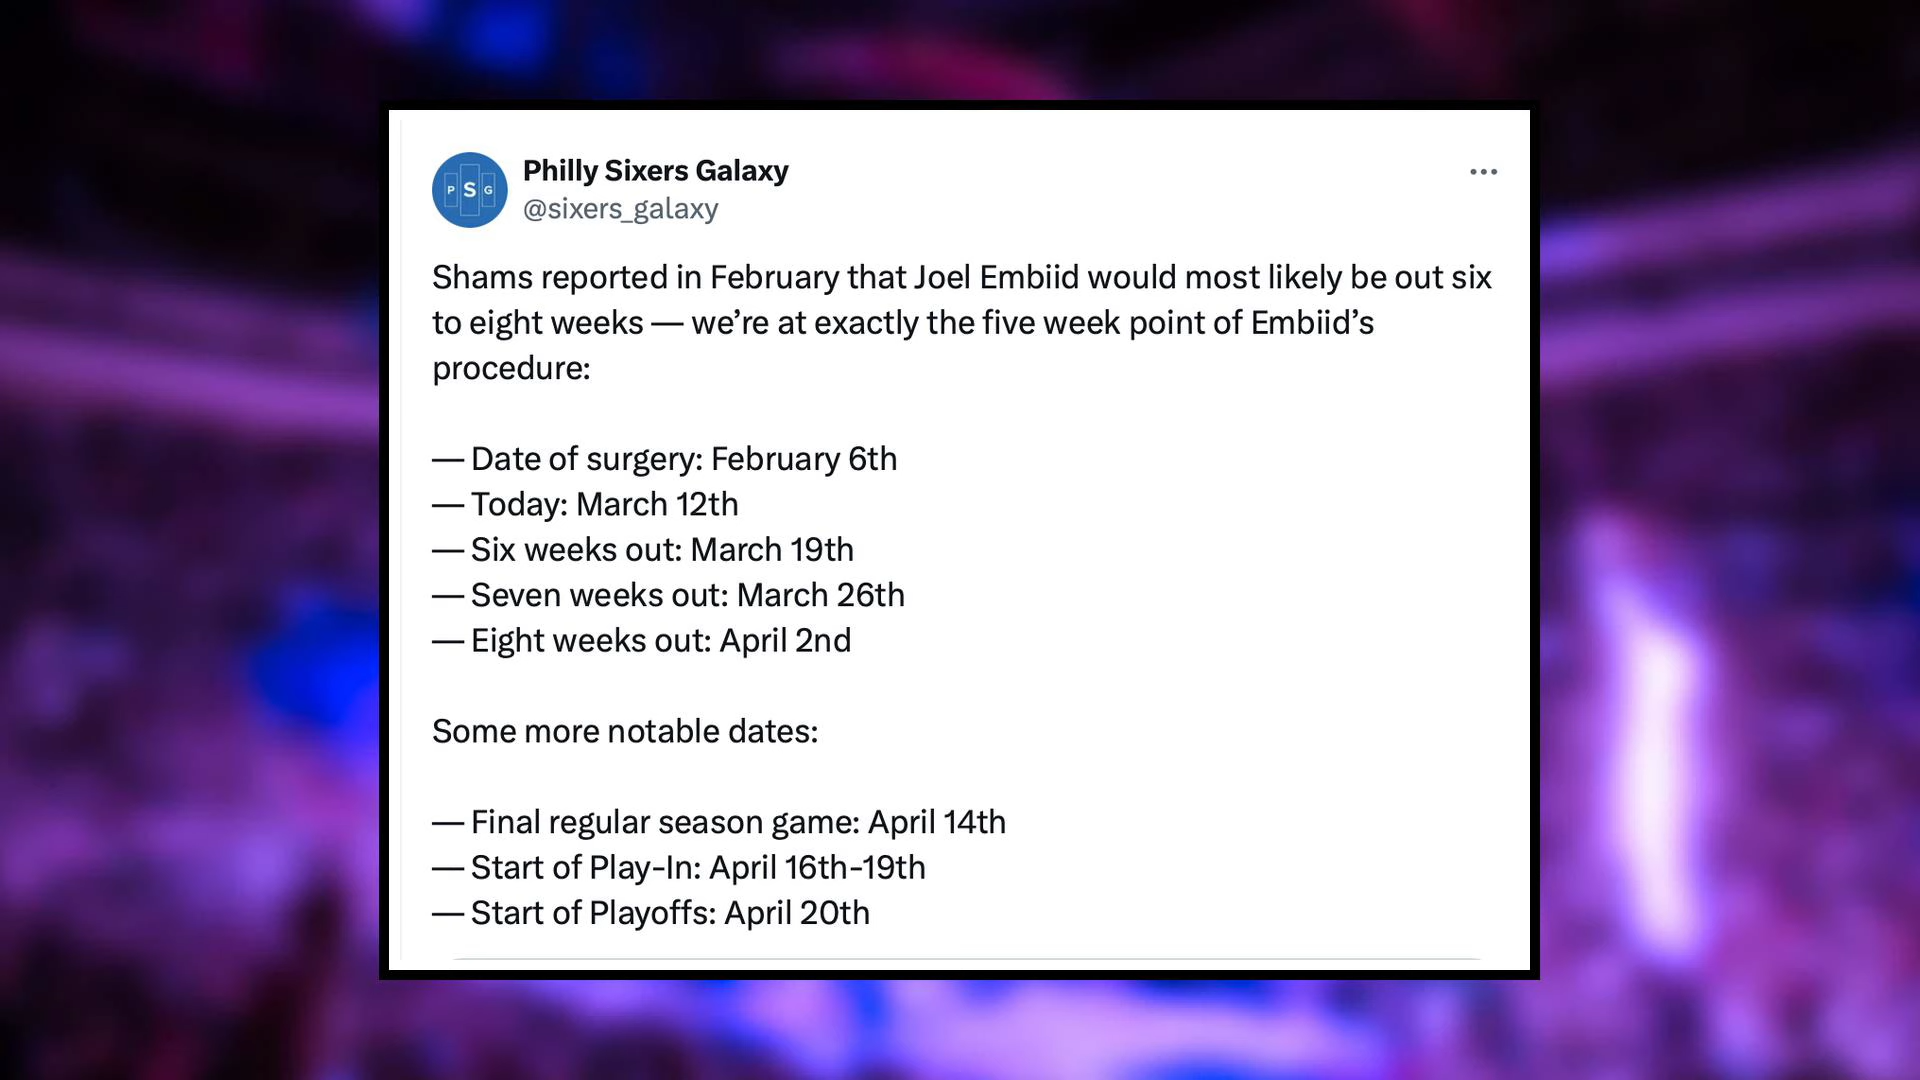 P S G
Philly Sixers Galaxy
@sixers_galaxy
Shams reported in February that Joel Embiid would most likely be out six
to eight weeks — we’re at exactly the five week point of Embiid’s
procedure:
— Date of surgery: February 6th
— Today: March 12th
— Six weeks out: March 19th
— Seven weeks out: March 26th
— Eight weeks out: April 2nd
Some more notable dates:
— Final regular season game: April 14th
— Start of Play-In: April 16th-19th
— Start of Playoffs: April 20th